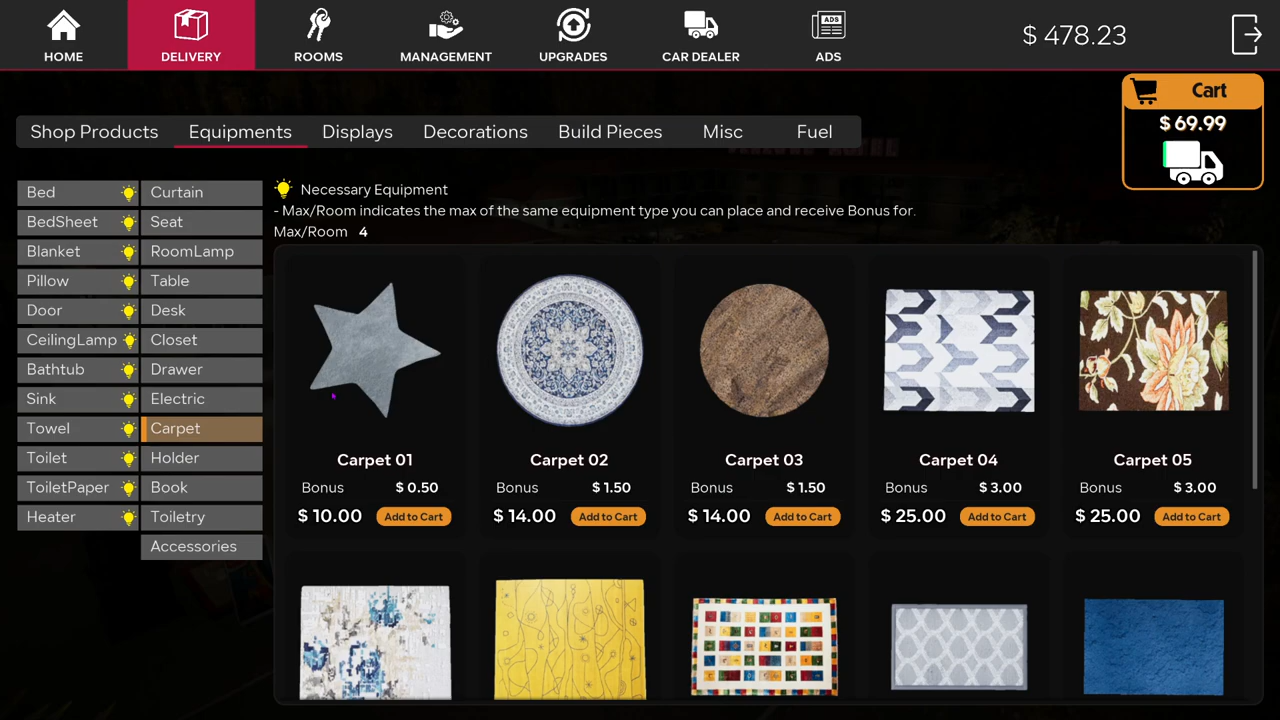 HOME
DELIVERY
ROOMS
MANAGEMENT
UPGRADES
CAR DEALER
ADS
ADS
$ 478.23
Cart
$ 69.99
Shop Products
Equipments
Displays
Decorations
Build Pieces
Misc
Fuel
Bed
Curtain
BedSheet
Seat
Blanket
RoomLamp
Pillow
Table
Door
Desk
CeilingLamp
Closet
Bathtub
Drawer
Sink
Electric
Towel
Carpet
Toilet
Holder
ToiletPaper
Book
Heater
Toiletry
Accessories
Necessary Equipment
- Max/Room indicates the max of the same equipment type you can place and receive Bonus for.
Max/Room 4
Carpet 01
Bonus $ 0.50
$ 10.00 Add to Cart
Carpet 02
Bonus $ 1.50
$ 14.00 Add to Cart
Carpet 03
Bonus $ 1.50
$ 14.00 Add to Cart
Carpet 04
Bonus $ 3.00
$ 25.00 Add to Cart
Carpet 05
Bonus $ 3.00
$ 25.00 Add to Cart